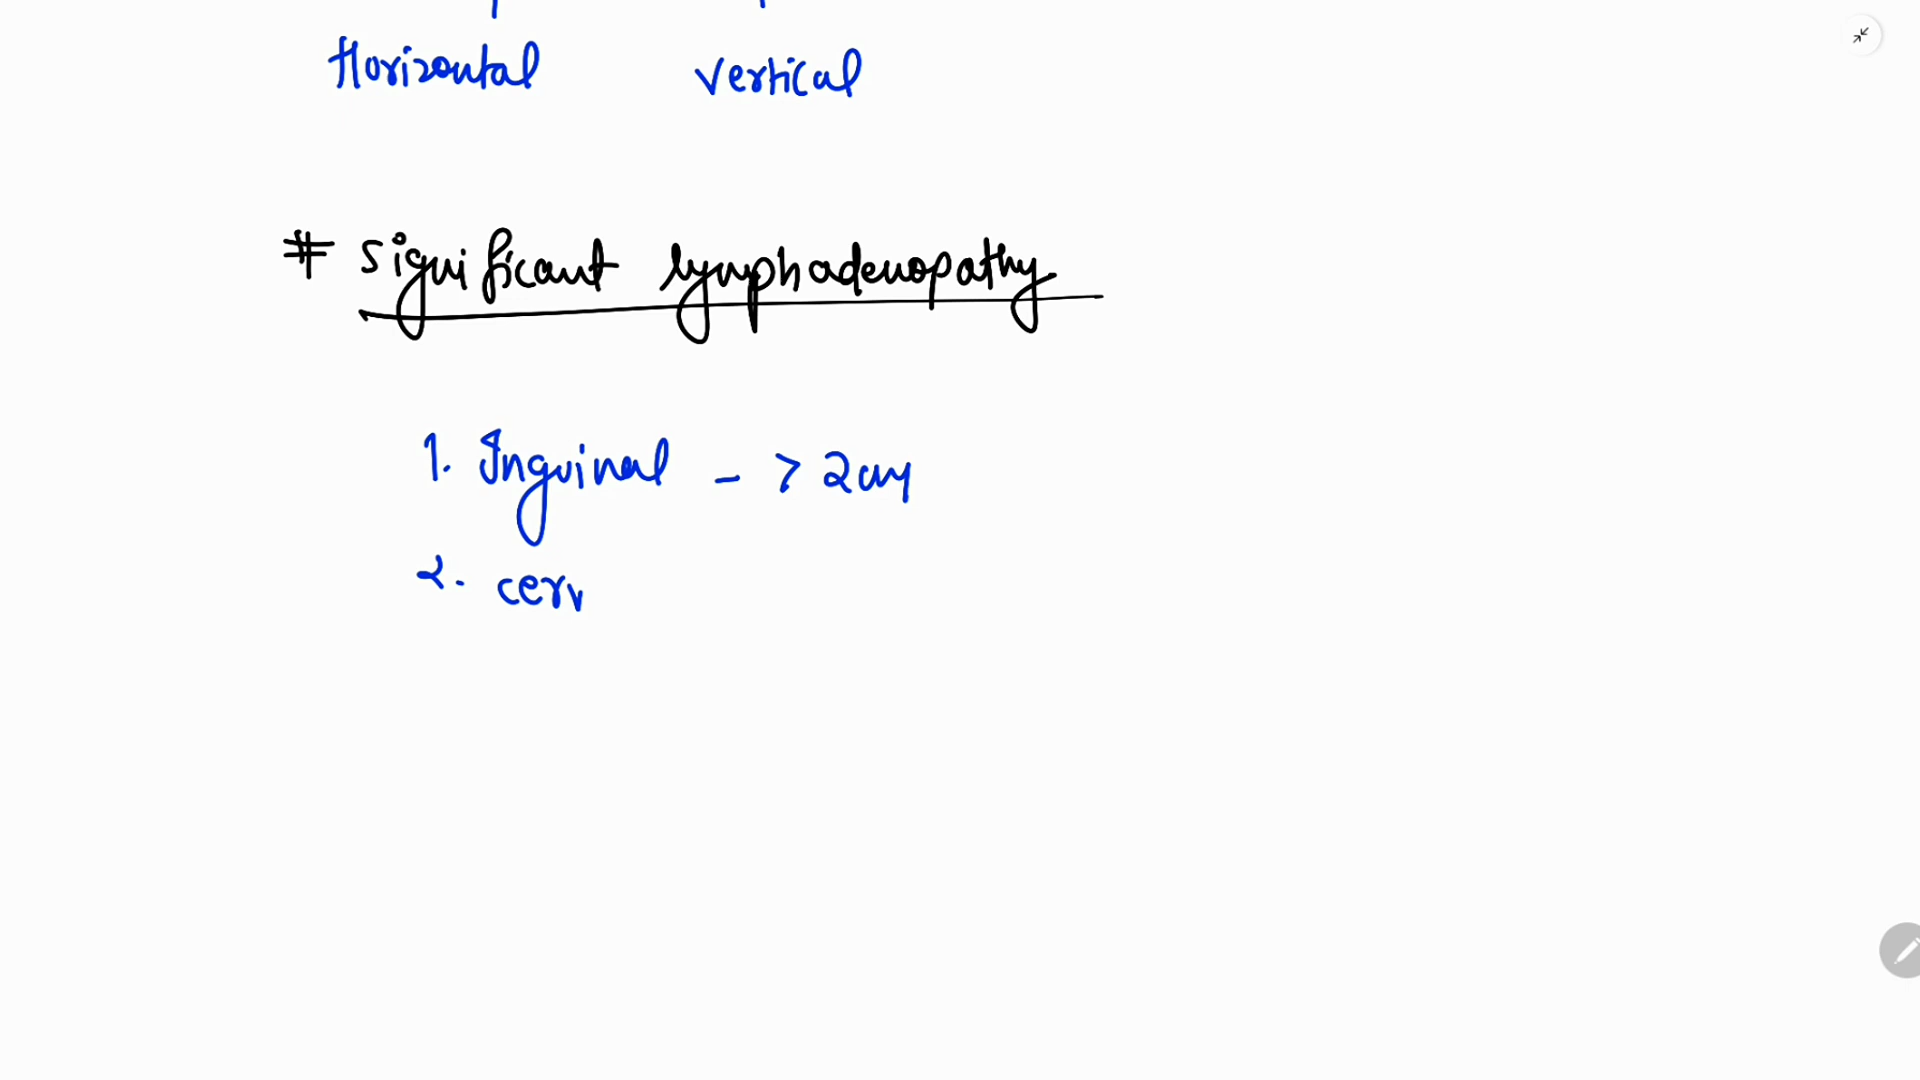 Horizontal vertical
# significant lymphadenopathy
1. Inguinal - > 2cm
2. cerv